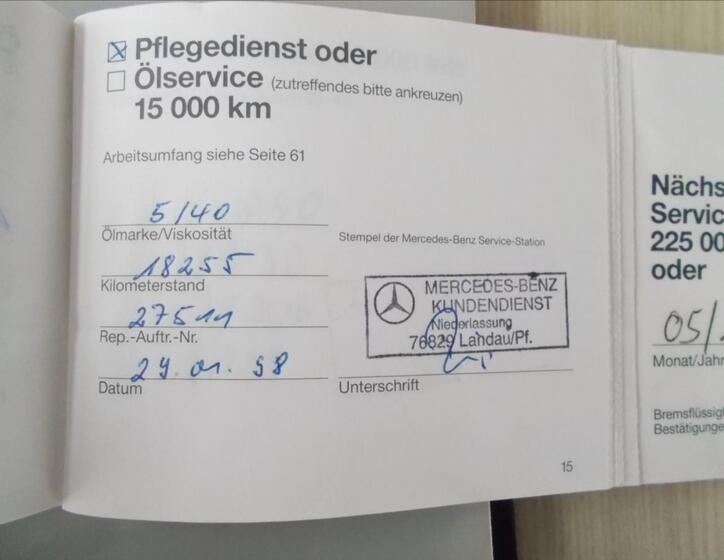 Pflegedienst oder
Ölservice (zutreffendes bitte ankreuzen)
15 000 km
Arbeitsumfang siehe Seite 61
5/40
Ölmarke/Viskosität
18255
Kilometerstand
27511
Rep.-Auftr.-Nr.
29. 01. 98
Datum
Stempel der Mercedes-Benz Service-Station
MERCEDES-BENZ
KUNDENDIENST
Niederlassung
76829 Landau/Pf.
Unterschrift
15
Nächs
Servic
225 00
oder
05/
Monat/Jahr
Bremsflüssig
Bestätigunge